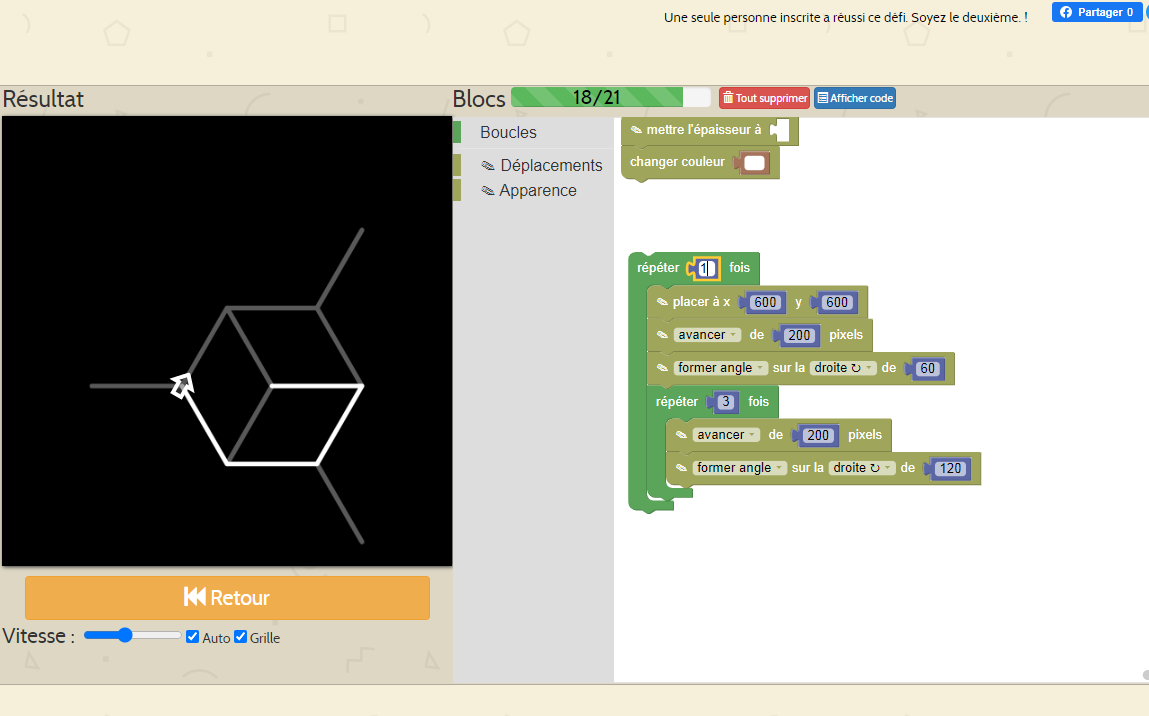 Une seule personne inscrite a réussi ce défi. Soyez le deuxième. !
Partager 0
Résultat
Blocs
18/21
Tout supprimer
Afficher code
Boucles
Déplacements
Apparence
mettre l'épaisseur à
changer couleur
répéter 1 fois
placer à x 600 y 600
avancer de 200 pixels
former angle sur la droite ↻ de 60
répéter 3 fois
avancer de 200 pixels
former angle sur la droite ↻ de 120
Retour
Vitesse :
Auto
Grille